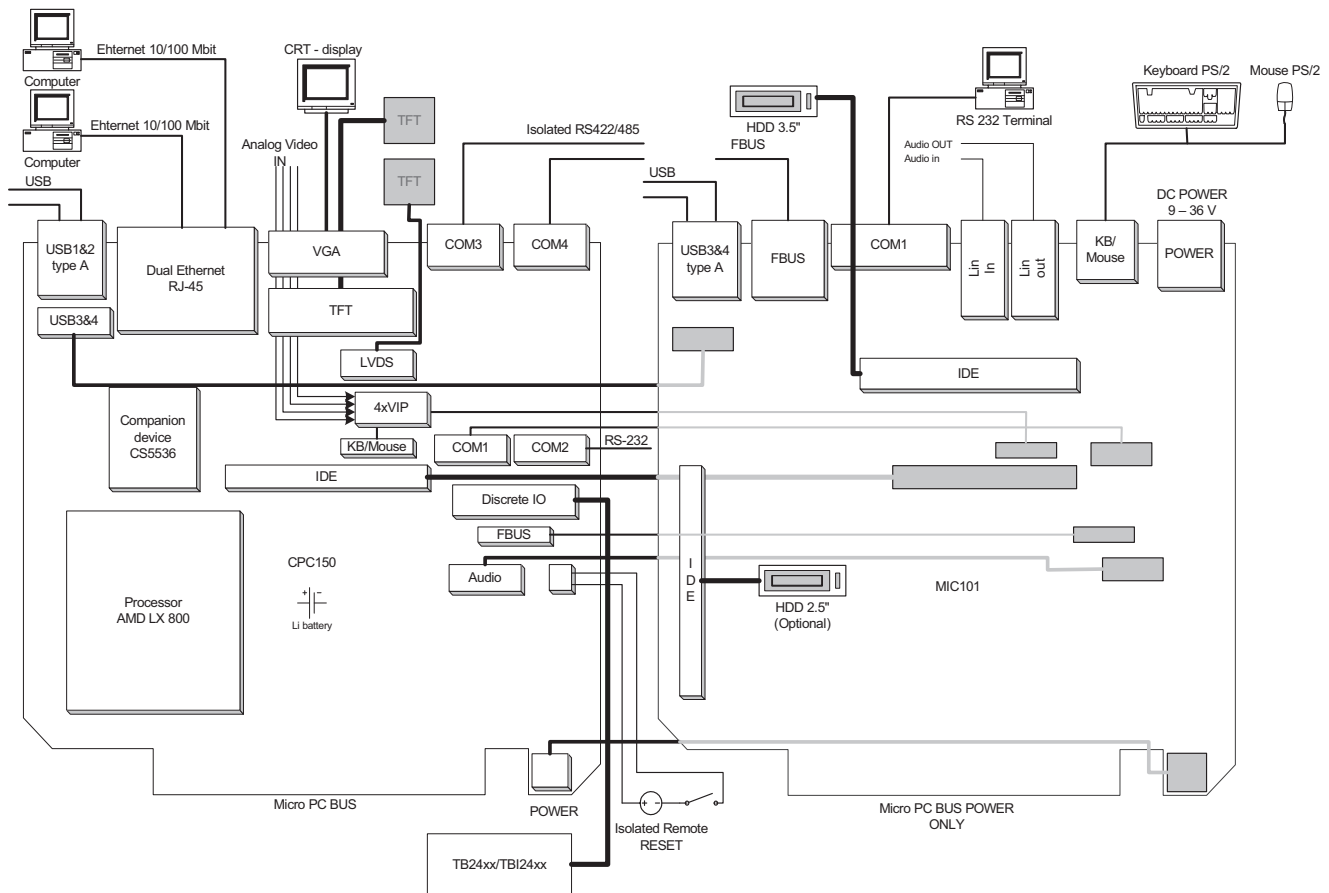 Ehternet 10/100 Mbit
Computer
Ehternet 10/100 Mbit
Computer
USB
CRT - display
TFT
TFT
Analog Video
IN
Isolated RS422/485
HDD 3.5"
FBUS
USB
RS 232 Terminal
Audio OUT
Audio in
Keyboard PS/2
Mouse PS/2
DC POWER
9 – 36 V
USB1&2
type A
Dual Ethernet
RJ-45
VGA
COM3
COM4
USB3&4
type A
FBUS
COM1
Lin
In
Lin
out
KB/
Mouse
POWER
USB3&4
TFT
LVDS
IDE
Companion
device
CS5536
4xVIP
KB/Mouse
COM1
COM2
RS-232
IDE
Discrete IO
FBUS
CPC150
Audio
I
D
E
MIC101
HDD 2.5"
(Optional)
Processor
AMD LX 800
+ -
Li battery
Micro PC BUS
POWER
+ -
Isolated Remote
RESET
Micro PC BUS POWER
ONLY
TB24xx/TBI24xx